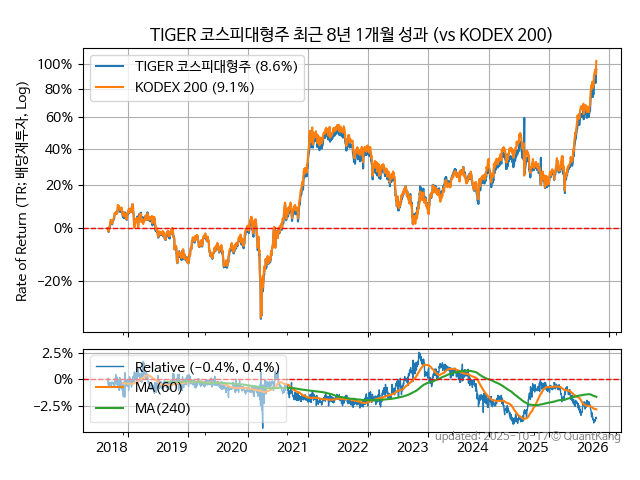 TIGER 코스피대형주 최근 8년 1개월 성과 (vs KODEX 200)
TIGER 코스피대형주 (8.6%)
KODEX 200 (9.1%)
Rate of Return (TR: 배당재투자, Log)
100%
80%
60%
40%
20%
0%
−20%
Relative (−0.4%, 0.4%)
MA(60)
MA(240)
2.5%
0%
−2.5%
2018
2019
2020
2021
2022
2023
2024
2025
2026
updated: 2025-10-17 © QuantKang